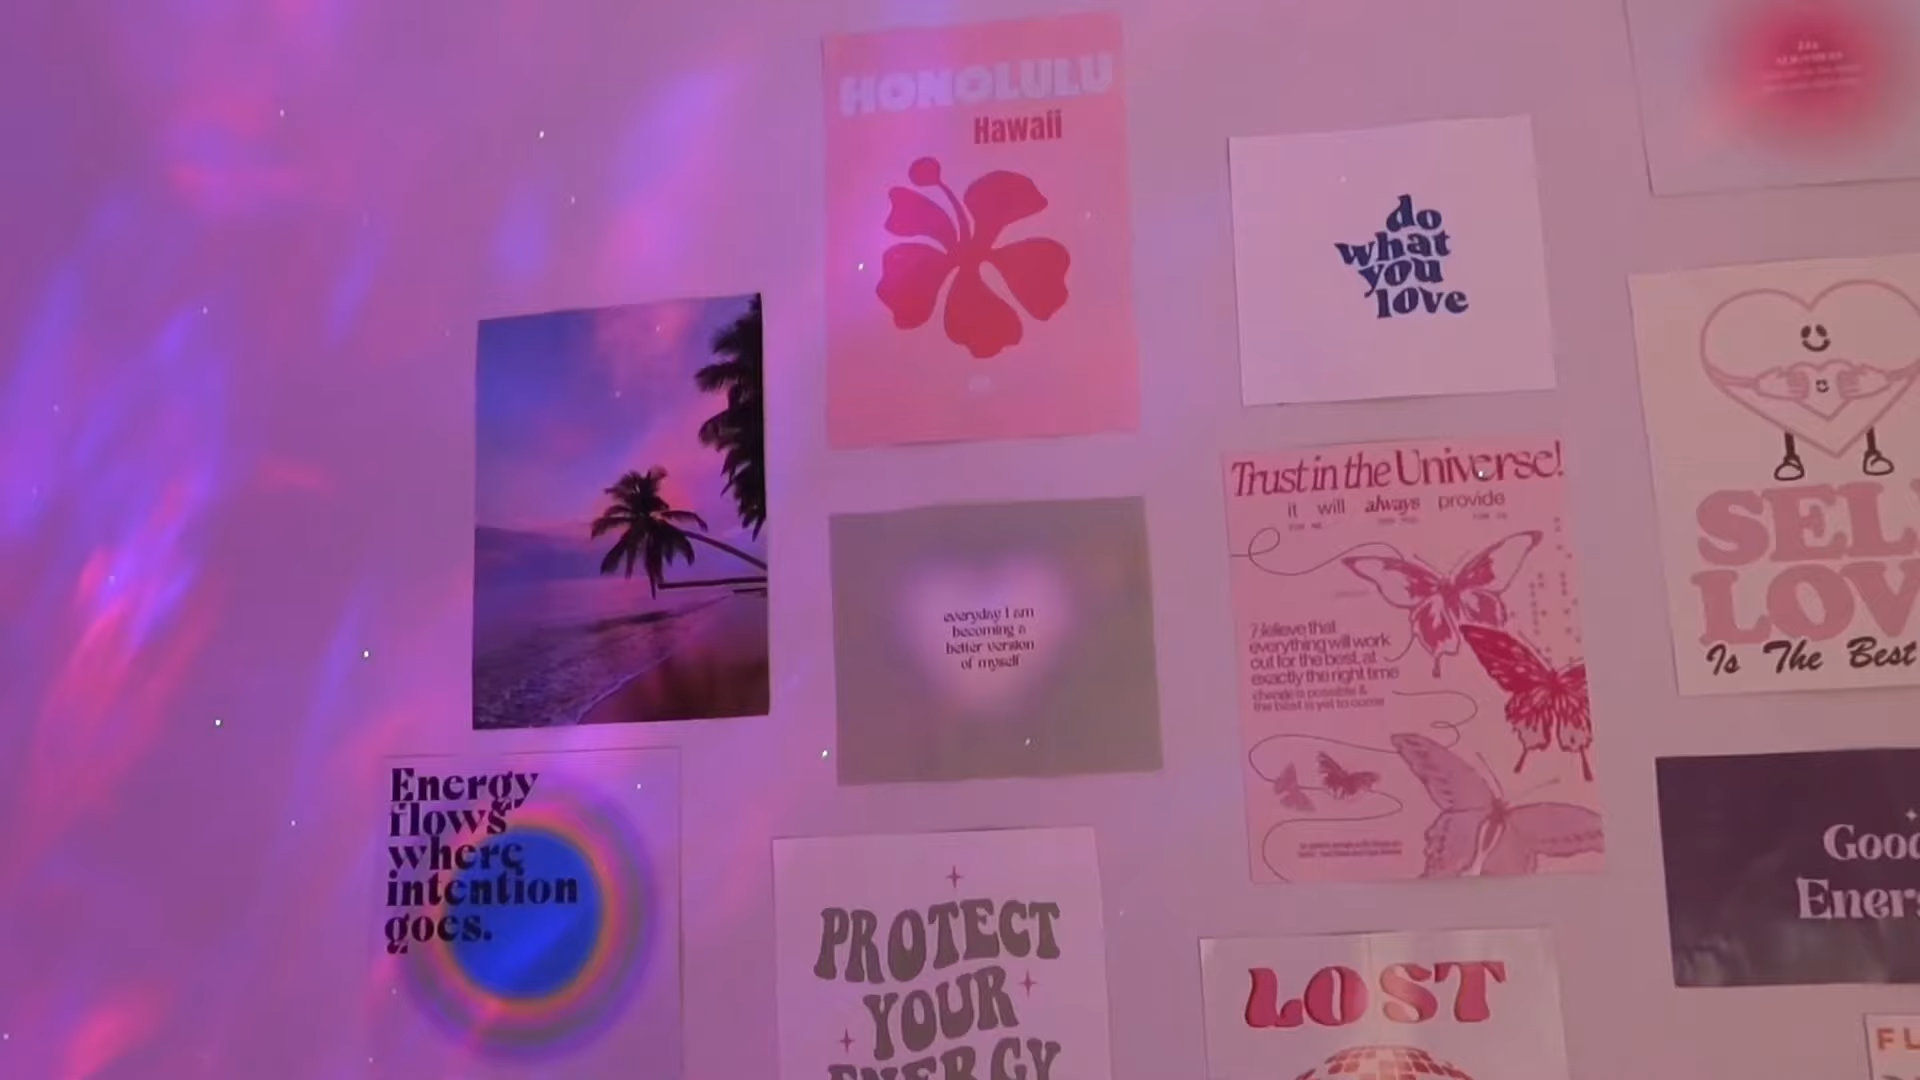 HONOLULU
Hawaii
do
what
you
love
Trust in the Universe!
it will always provide
I believe that
everything will work
out for the best, at
exactly the right time
change is possible &
the best is yet to come
everyday I am
becoming a
better version
of myself
Energy
flows
where
intention
goes.
PROTECT
YOUR
ENERGY
LOST
SEL
LOV
Is The Best
Good
Ener
FL